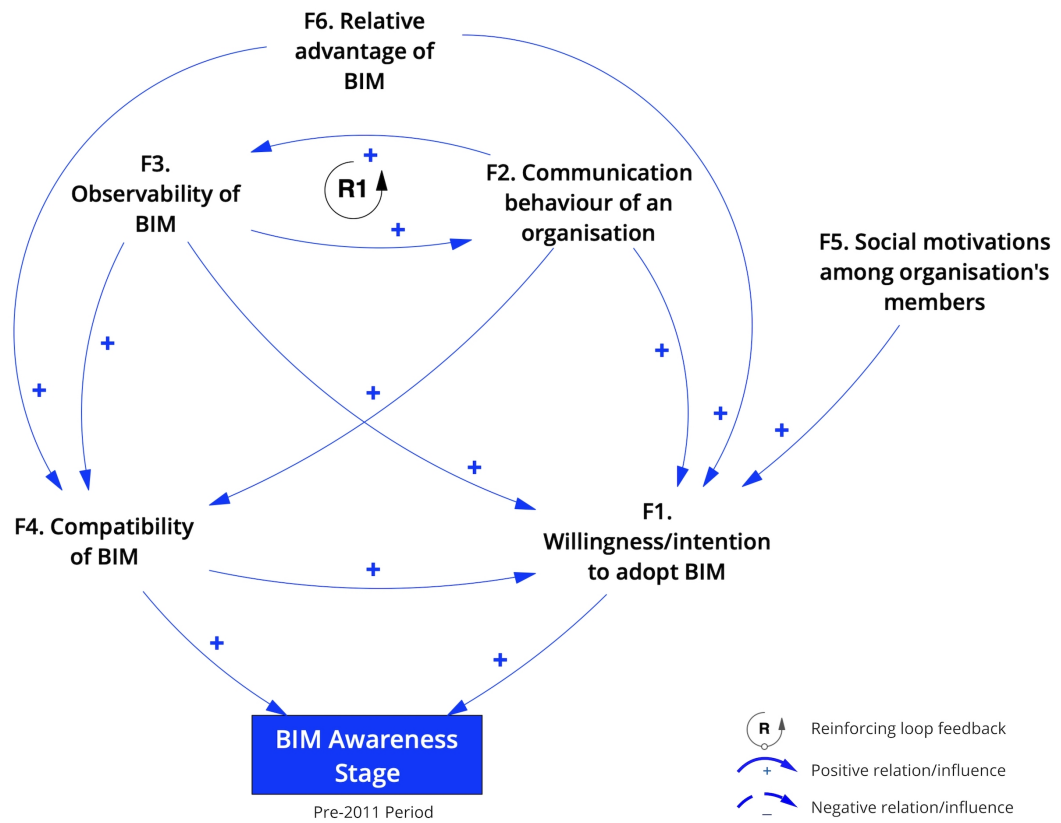 F6. Relative
advantage of
BIM
F3.
Observability of
BIM
+
R1
+
F2. Communication
behaviour of an
organisation
F5. Social motivations
among organisation's
members
+
+
+
+
+
+
+
F4. Compatibility
of BIM
F1.
Willingness/intention
to adopt BIM
+
+
+
BIM Awareness
Stage
Pre-2011 Period
R
Reinforcing loop feedback
+
Positive relation/influence
–
Negative relation/influence